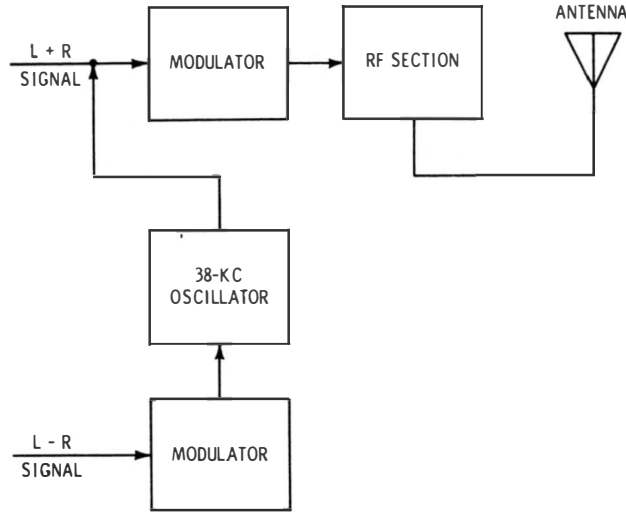 ANTENNA
L + R
SIGNAL
MODULATOR
RF SECTION
38-KC
OSCILLATOR
L - R
SIGNAL
MODULATOR